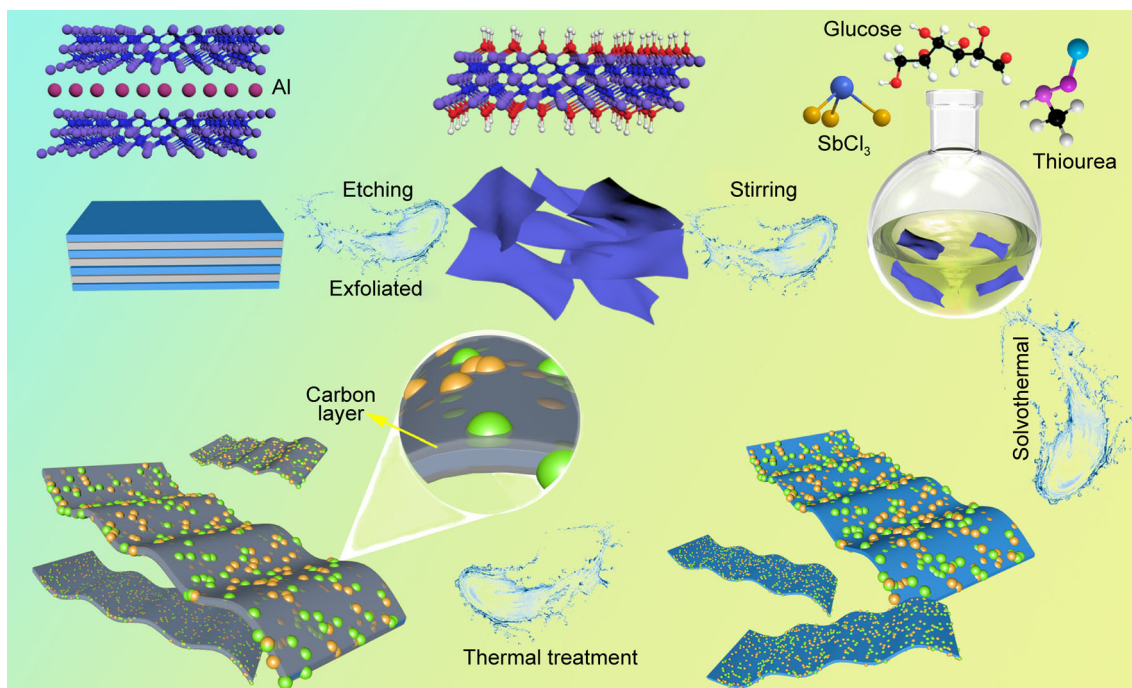 Glucose
Al
SbCl₃
Thiourea
Etching
Exfoliated
Stirring
Solvothermal
Carbon
layer
Thermal treatment